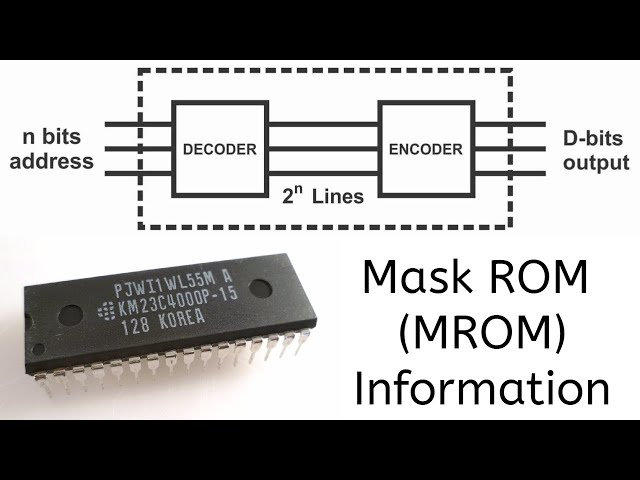 n bits
address
DECODER
2ⁿ Lines
ENCODER
D-bits
output
PJWI1WL55M A
KM23C4000P-15
128 KOREA
Mask ROM
(MROM)
Information